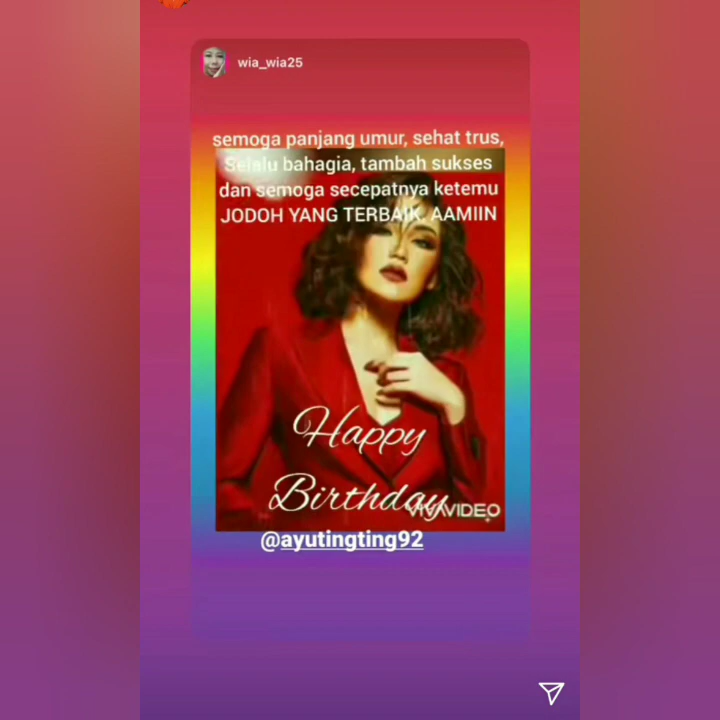 wia_wia25
semoga panjang umur, sehat trus,
Selalu bahagia, tambah sukses
dan semoga secepatnya ketemu
JODOH YANG TERBAIK. AAMIIN
Happy
Birthday
VIVAVIDEO
@ayutingting92